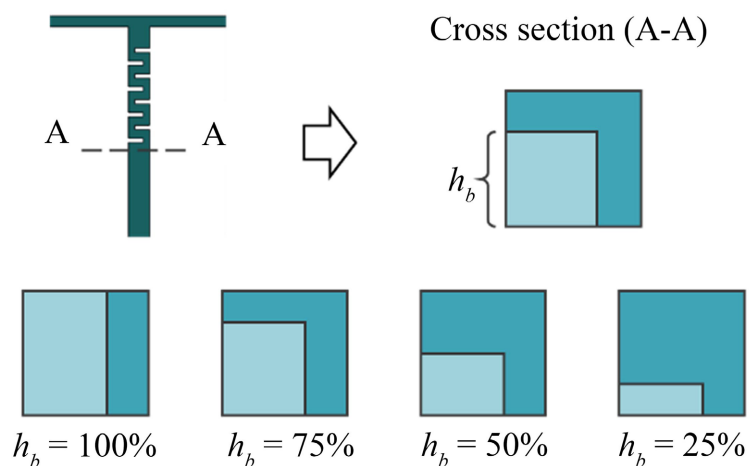 Cross section (A-A)
A A
h_b
h_b = 100%
h_b = 75%
h_b = 50%
h_b = 25%